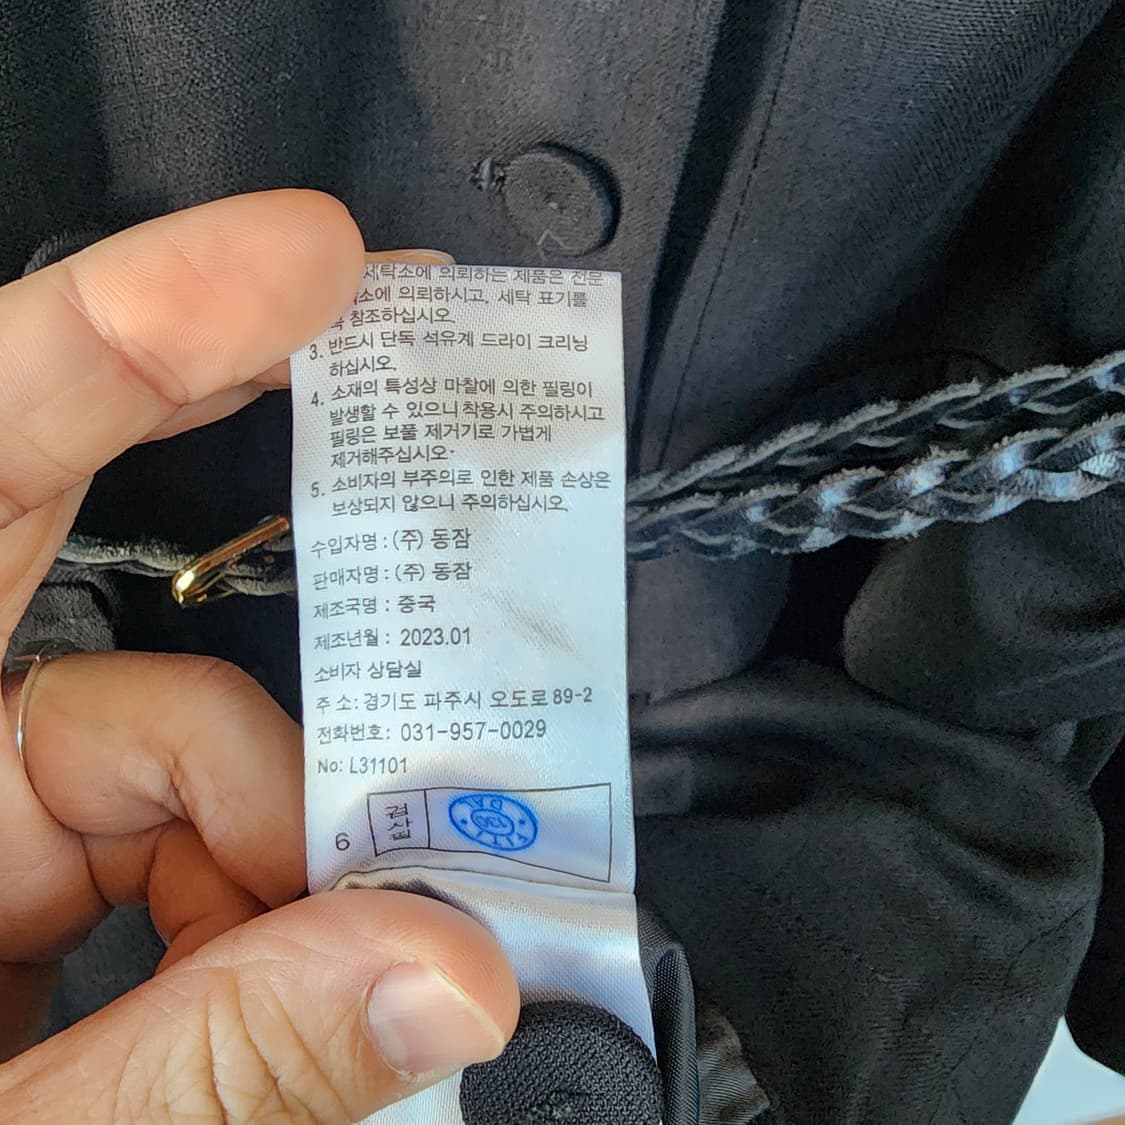 세탁소에 의뢰하는 제품은 전문
소에 의뢰하시고, 세탁 표기를
참조하십시오.
3. 반드시 단독 석유계 드라이 크리닝
하십시오.
4. 소재의 특성상 마찰에 의한 필링이
발생할 수 있으니 착용시 주의하시고
필링은 보풀 제거기로 가볍게
제거해주십시오.
5. 소비자의 부주의로 인한 제품 손상은
보상되지 않으니 주의하십시오.
수입자명 : (주) 동잠
판매자명 : (주) 동잠
제조국명 : 중국
제조년월 : 2023.01
소비자 상담실
주 소: 경기도 파주시 오도로 89-2
전화번호: 031-957-0029
No: L31101
6
검사필
130